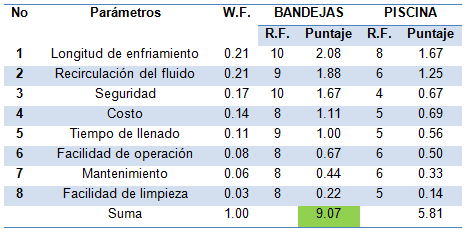 No Parámetros W.F. BANDEJAS PISCINA
R.F. Puntaje R.F. Puntaje
1 Longitud de enfriamiento 0.21 10 2.08 8 1.67
2 Recirculación del fluido 0.21 9 1.88 6 1.25
3 Seguridad 0.17 10 1.67 4 0.67
4 Costo 0.14 8 1.11 5 0.69
5 Tiempo de llenado 0.11 9 1.00 5 0.56
6 Facilidad de operación 0.08 8 0.67 6 0.50
7 Mantenimiento 0.06 8 0.44 6 0.33
8 Facilidad de limpieza 0.03 8 0.22 5 0.14
Suma 1.00 9.07 5.81